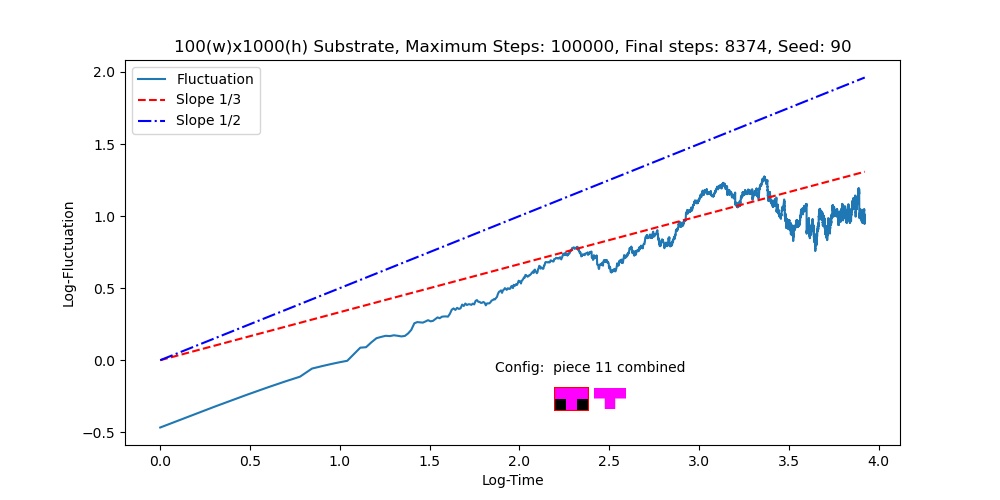 100(w)x1000(h) Substrate, Maximum Steps: 100000, Final steps: 8374, Seed: 90
Fluctuation
Slope 1/3
Slope 1/2
Log-Fluctuation
2.0
1.5
1.0
0.5
0.0
−0.5
Config:  piece 11 combined
0.0 0.5 1.0 1.5 2.0 2.5 3.0 3.5 4.0
Log-Time